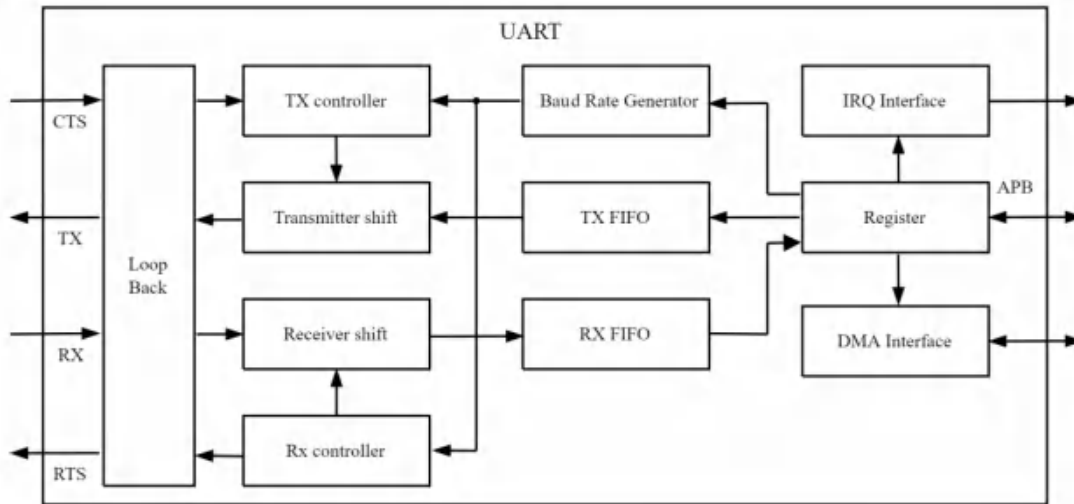 UART
CTS
TX controller
Baud Rate Generator
IRQ Interface
TX
Transmitter shift
TX FIFO
Register
APB
Loop
Back
RX
Receiver shift
RX FIFO
DMA Interface
RTS
Rx controller